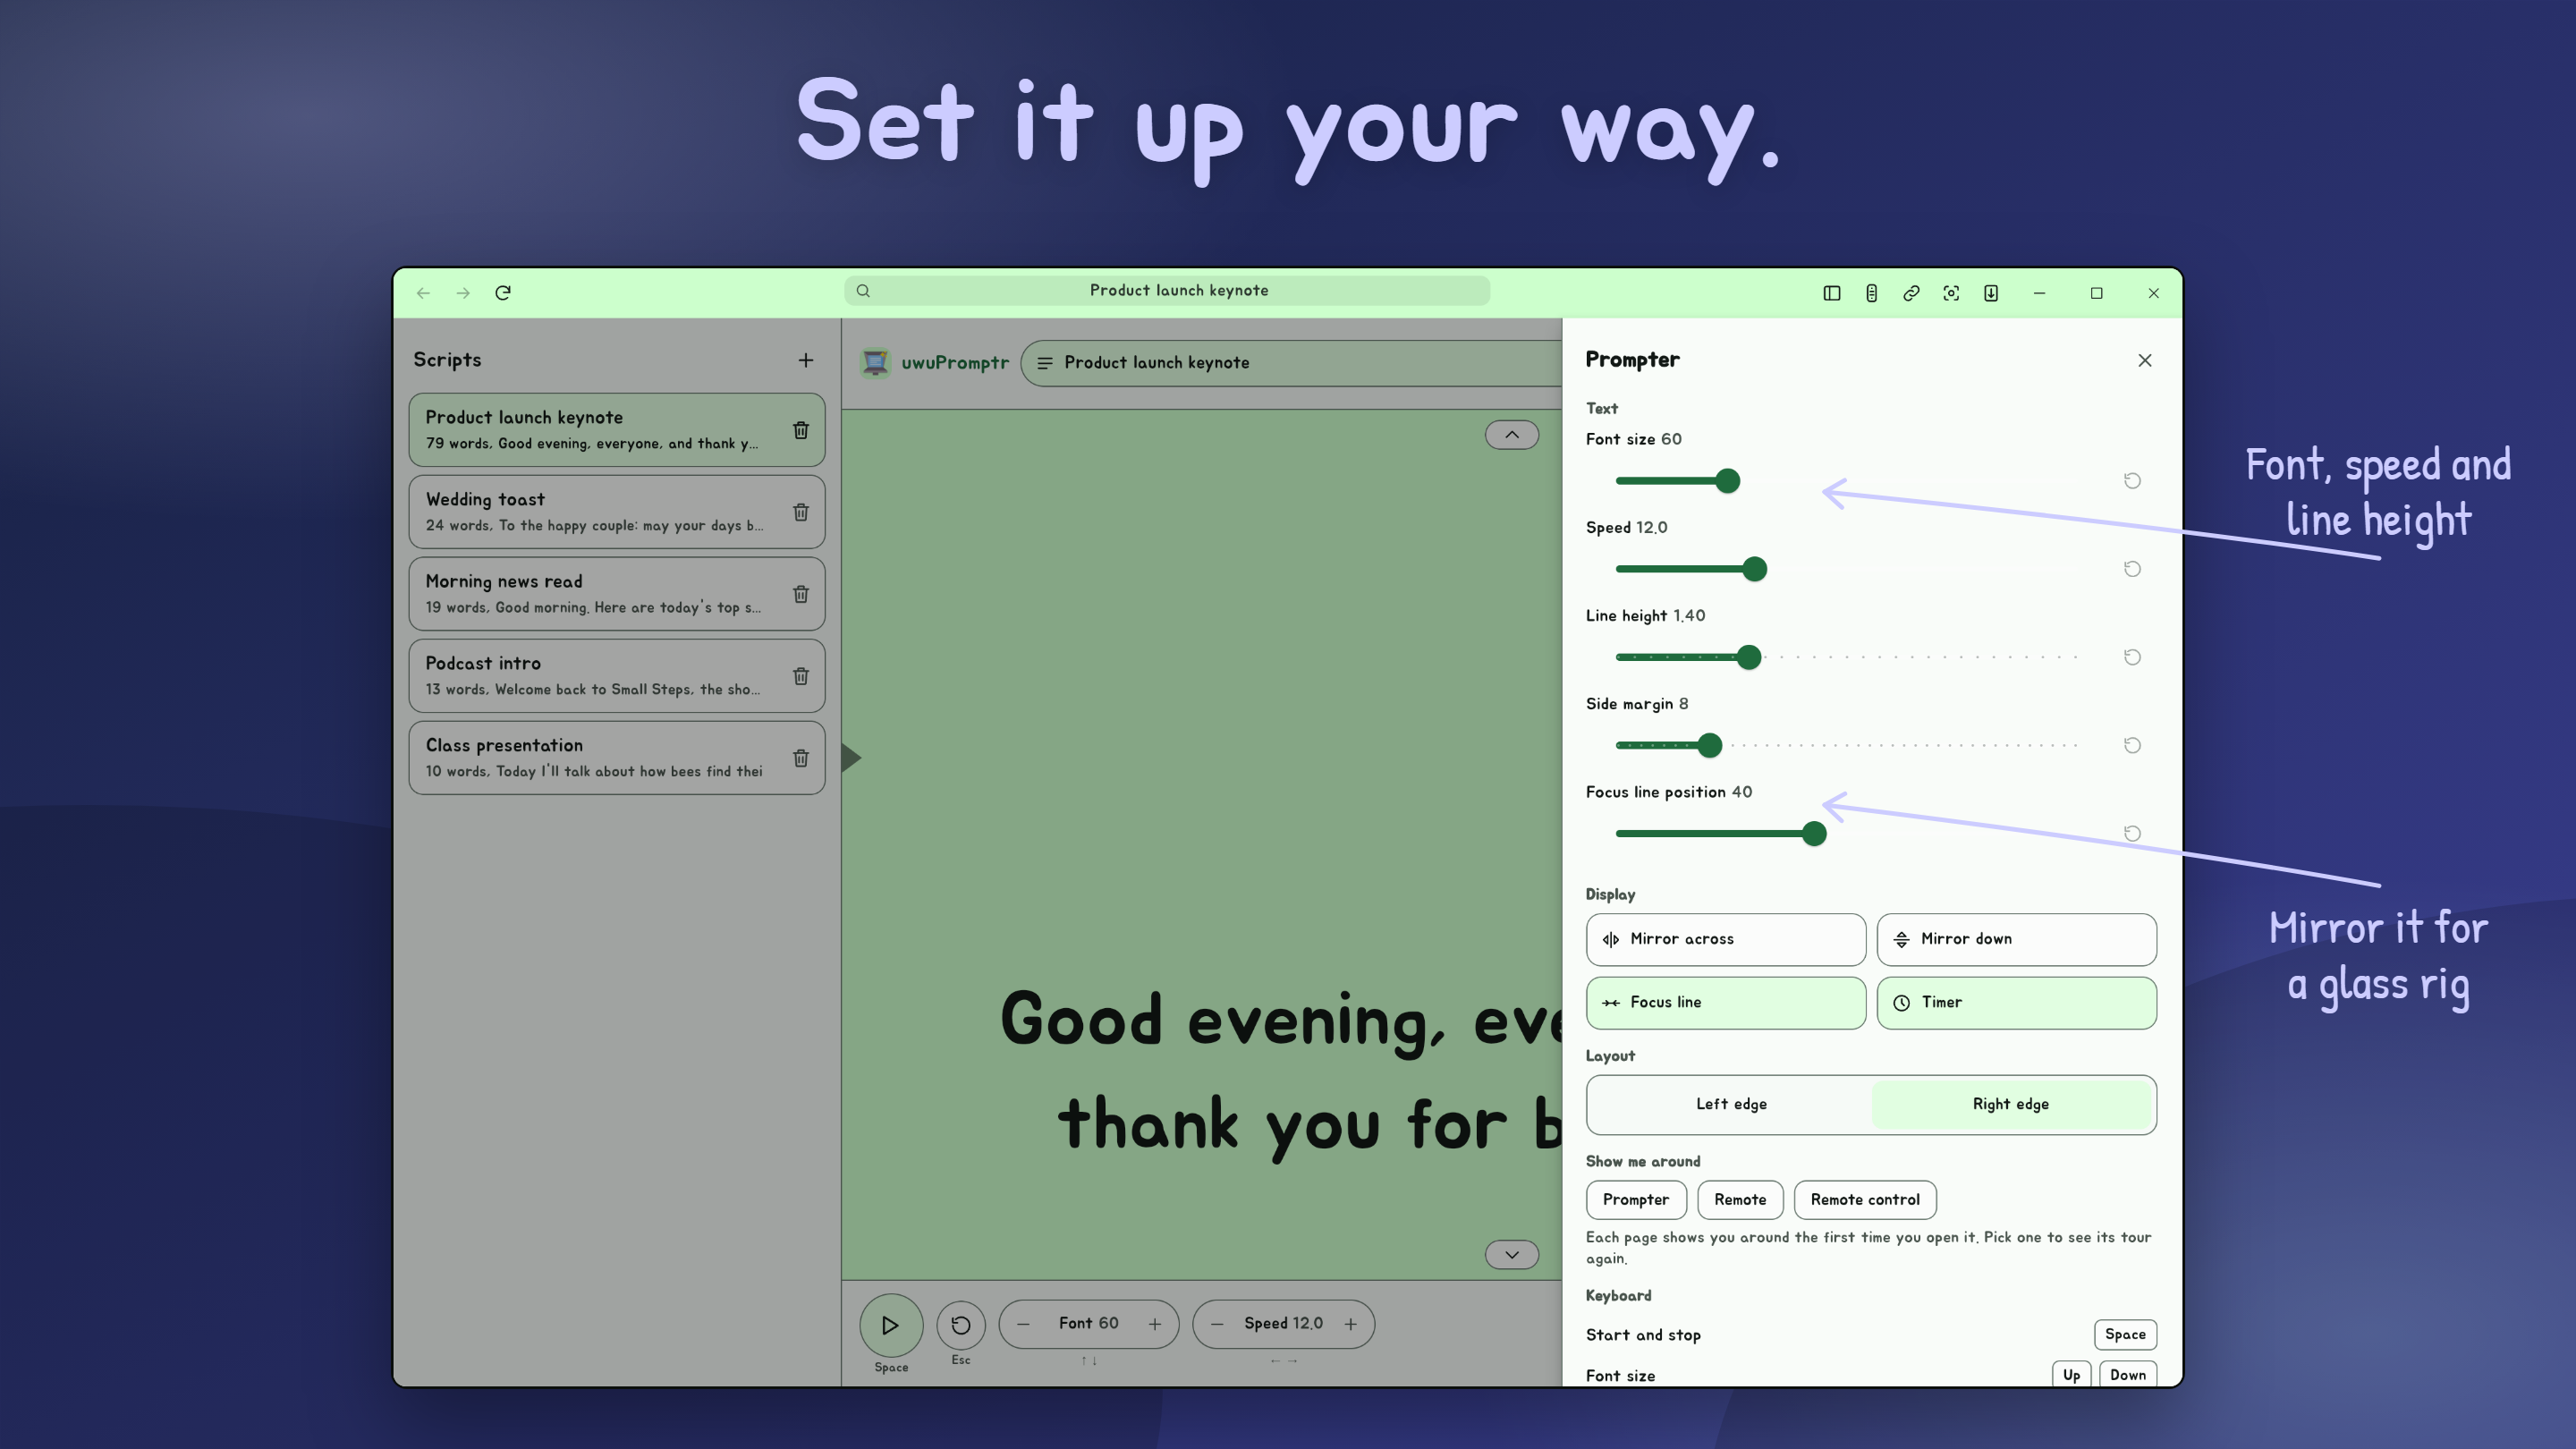 Set it up your way.
Product launch keynote
Scripts
Product launch keynote
79 words, Good evening, everyone, and thank y...
Wedding toast
24 words, To the happy couple: may your days b...
Morning news read
19 words, Good morning. Here are today's top s...
Podcast intro
13 words, Welcome back to Small Steps, the sho...
Class presentation
10 words, Today I'll talk about how bees find thei
uwuPromptr
Product launch keynote
Good evening, eve
thank you for b
Space
Esc
Font 60
↑ ↓
Speed 12.0
← →
Prompter
Text
Font size 60
Speed 12.0
Line height 1.40
Side margin 8
Focus line position 40
Display
Mirror across
Mirror down
Focus line
Timer
Layout
Left edge
Right edge
Show me around
Prompter
Remote
Remote control
Each page shows you around the first time you open it. Pick one to see its tour
again.
Keyboard
Start and stop
Space
Font size
Up
Down
Font, speed and
line height
Mirror it for
a glass rig